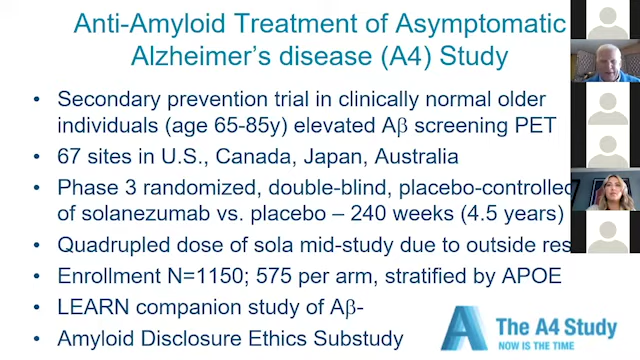 Anti-Amyloid Treatment of Asymptomatic
Alzheimer's disease (A4) Study
• Secondary prevention trial in clinically normal older
individuals (age 65-85y) elevated Aβ screening PET
• 67 sites in U.S., Canada, Japan, Australia
• Phase 3 randomized, double-blind, placebo-controlled
of solanezumab vs. placebo – 240 weeks (4.5 years)
• Quadrupled dose of sola mid-study due to outside res
• Enrollment N=1150; 575 per arm, stratified by APOE
• LEARN companion study of Aβ-
• Amyloid Disclosure Ethics Substudy
The A4 Study
NOW IS THE TIME